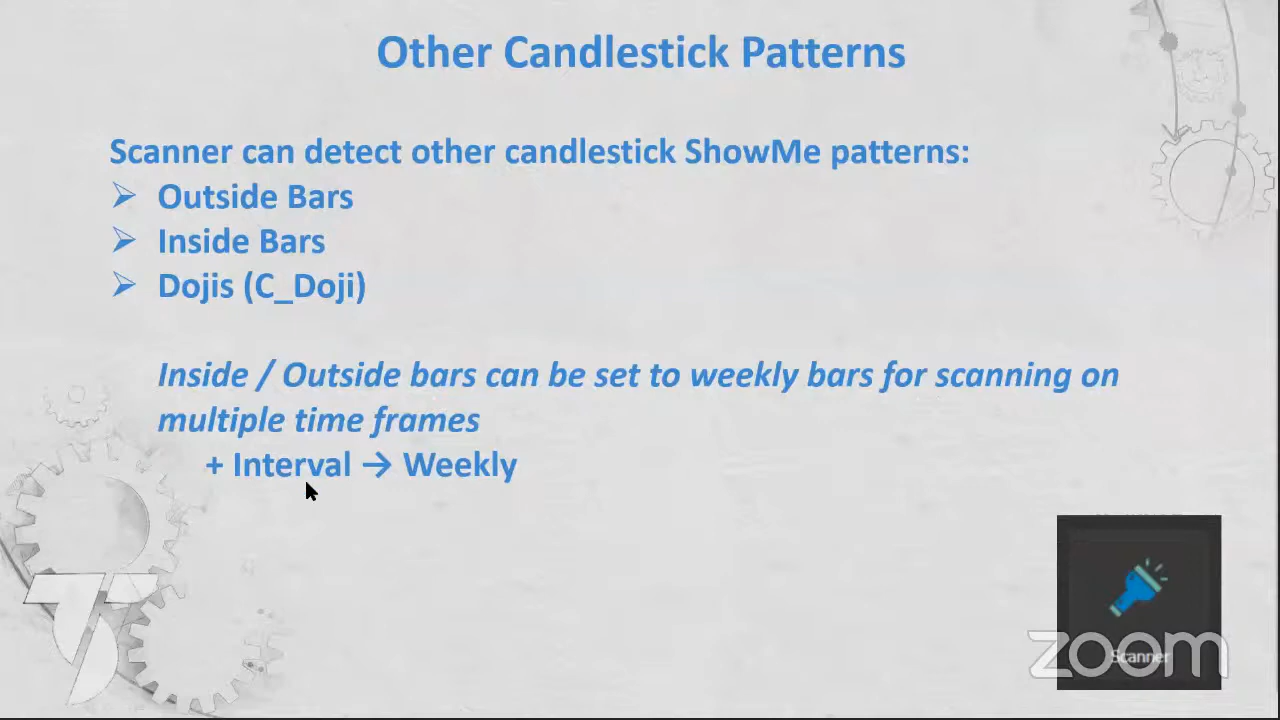 Other Candlestick Patterns
Scanner can detect other candlestick ShowMe patterns:
➢ Outside Bars
➢ Inside Bars
➢ Dojis (C_Doji)
Inside / Outside bars can be set to weekly bars for scanning on
multiple time frames
+ Interval → Weekly
Scanner
zoom